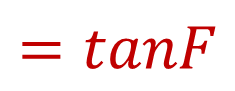 = tanF